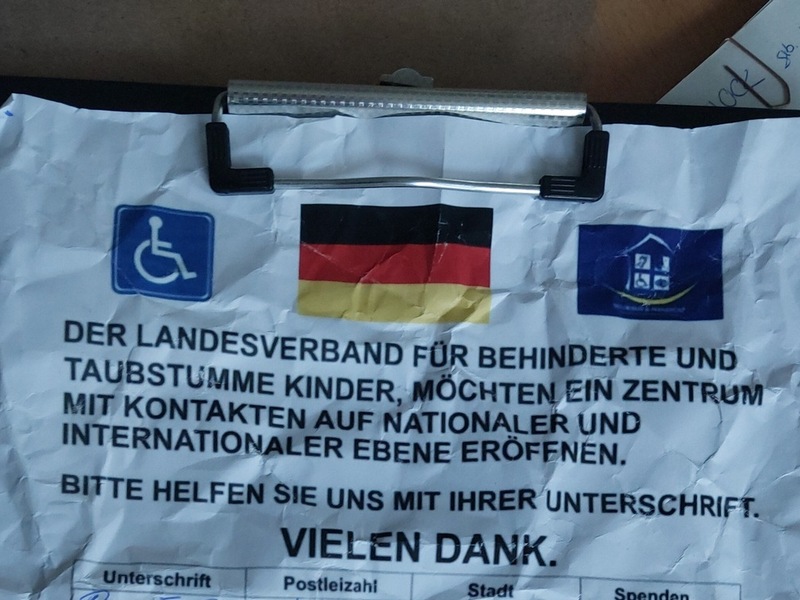 DER LANDESVERBAND FÜR BEHINDERTE UND
TAUBSTUMME KINDER, MÖCHTEN EIN ZENTRUM
MIT KONTAKTEN AUF NATIONALER UND
INTERNATIONALER EBENE ERÖFFNEN.
BITTE HELFEN SIE UNS MIT IHRER UNTERSCHRIFT.
VIELEN DANK.
Unterschrift Postleizahl Stadt Spenden